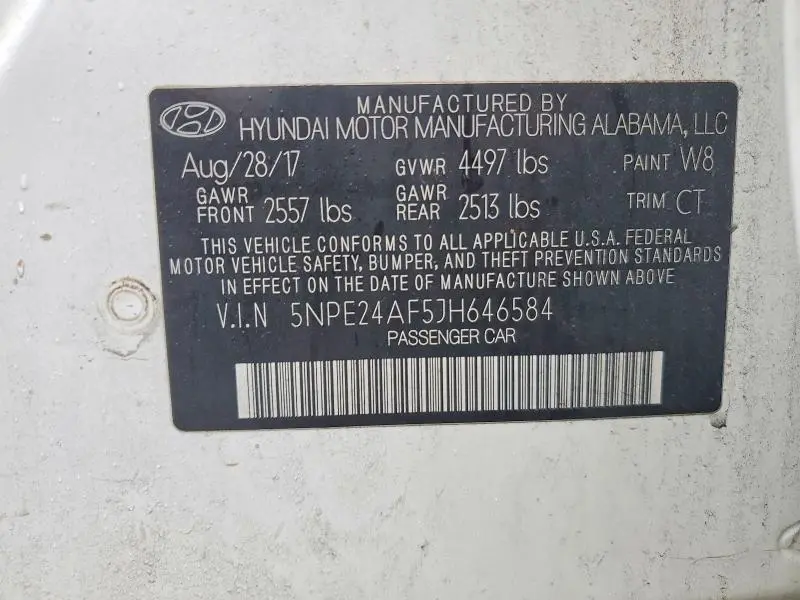 MANUFACTURED BY
HYUNDAI MOTOR MANUFACTURING ALABAMA, LLC
Aug/28/17 GVWR 4497 lbs PAINT W8
GAWR FRONT 2557 lbs GAWR REAR 2513 lbs TRIM CT
THIS VEHICLE CONFORMS TO ALL APPLICABLE U.S.A. FEDERAL
MOTOR VEHICLE SAFETY, BUMPER, AND THEFT PREVENTION STANDARDS
IN EFFECT ON THE DATE OF MANUFACTURE SHOWN ABOVE
V.I.N 5NPE24AF5JH646584
PASSENGER CAR